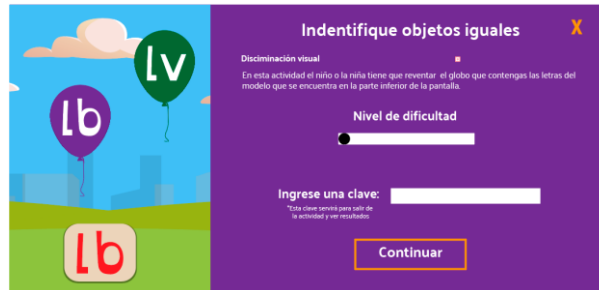 lv
lb
lb
Indentifique objetos iguales
X
Disciminación visual
En esta actividad el niño o la niña tiene que reventar el globo que contengas las letras del
modelo que se encuentra en la parte inferior de la pantalla.
Nivel de dificultad
Ingrese una clave:
*Esta clave servirá para salir de
la actividad y ver resultados
Continuar